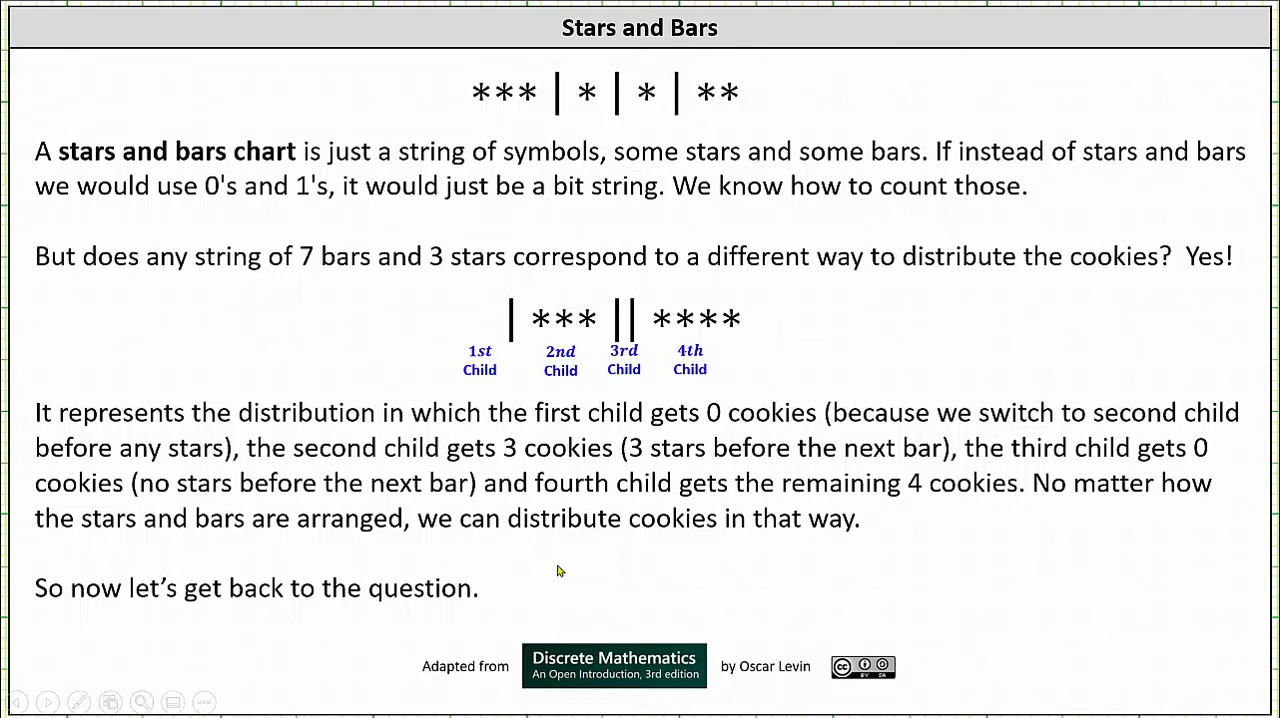 Stars and Bars
*** | * | * | **
A stars and bars chart is just a string of symbols, some stars and some bars. If instead of stars and bars
we would use 0's and 1's, it would just be a bit string. We know how to count those.
But does any string of 7 bars and 3 stars correspond to a different way to distribute the cookies? Yes!
| *** || ****
1st 2nd 3rd 4th
Child Child Child Child
It represents the distribution in which the first child gets 0 cookies (because we switch to second child
before any stars), the second child gets 3 cookies (3 stars before the next bar), the third child gets 0
cookies (no stars before the next bar) and fourth child gets the remaining 4 cookies. No matter how
the stars and bars are arranged, we can distribute cookies in that way.
So now let’s get back to the question.
Adapted from Discrete Mathematics by Oscar Levin
An Open Introduction, 3rd edition
CC BY SA